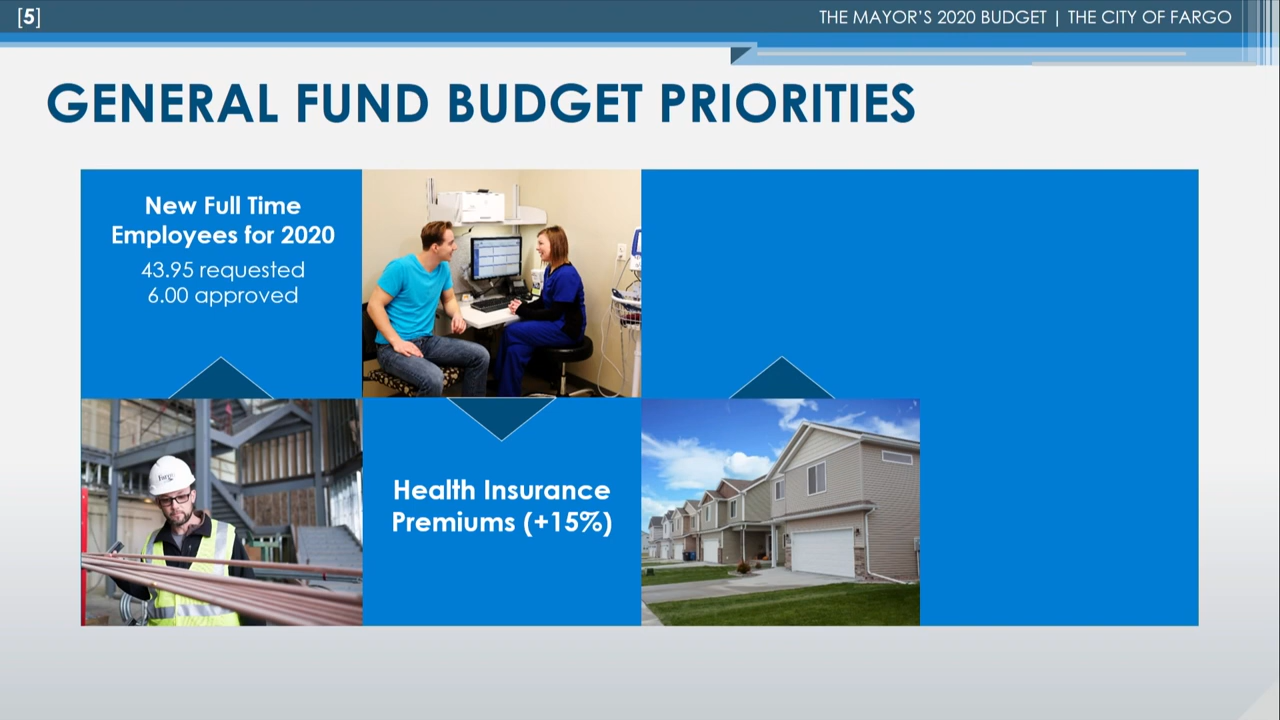 [5]
THE MAYOR'S 2020 BUDGET | THE CITY OF FARGO
GENERAL FUND BUDGET PRIORITIES
New Full Time
Employees for 2020
43.95 requested
6.00 approved
Fargo
Health Insurance
Premiums (+15%)